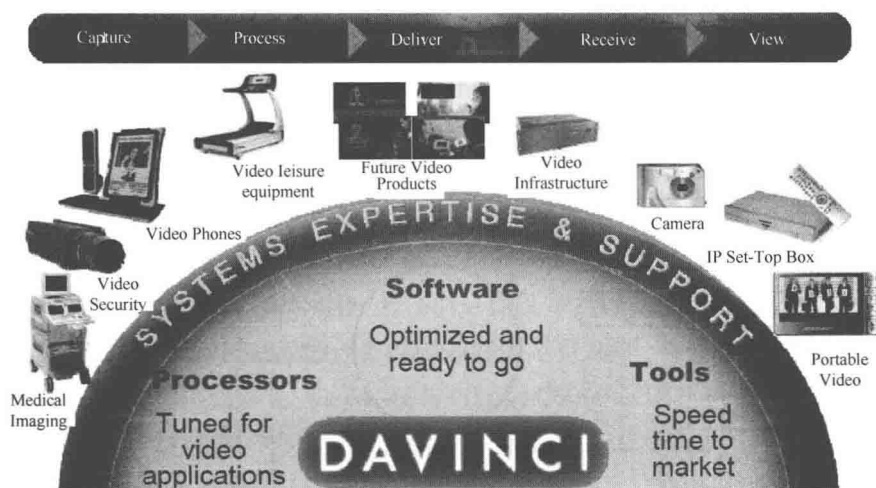 Capture Process Deliver Receive View
Video Ieisure
equipment
Future Video
Products
Video
Infrastructure
Camera
IP Set-Top Box
Video Phones
Video
Security
Portable
Video
Medical
Imaging
SYSTEMS EXPERTISE & SUPPORT
Software
Optimized and
ready to go
Processors
Tuned for
video
applications
Tools
Speed
time to
market
DAVINCI